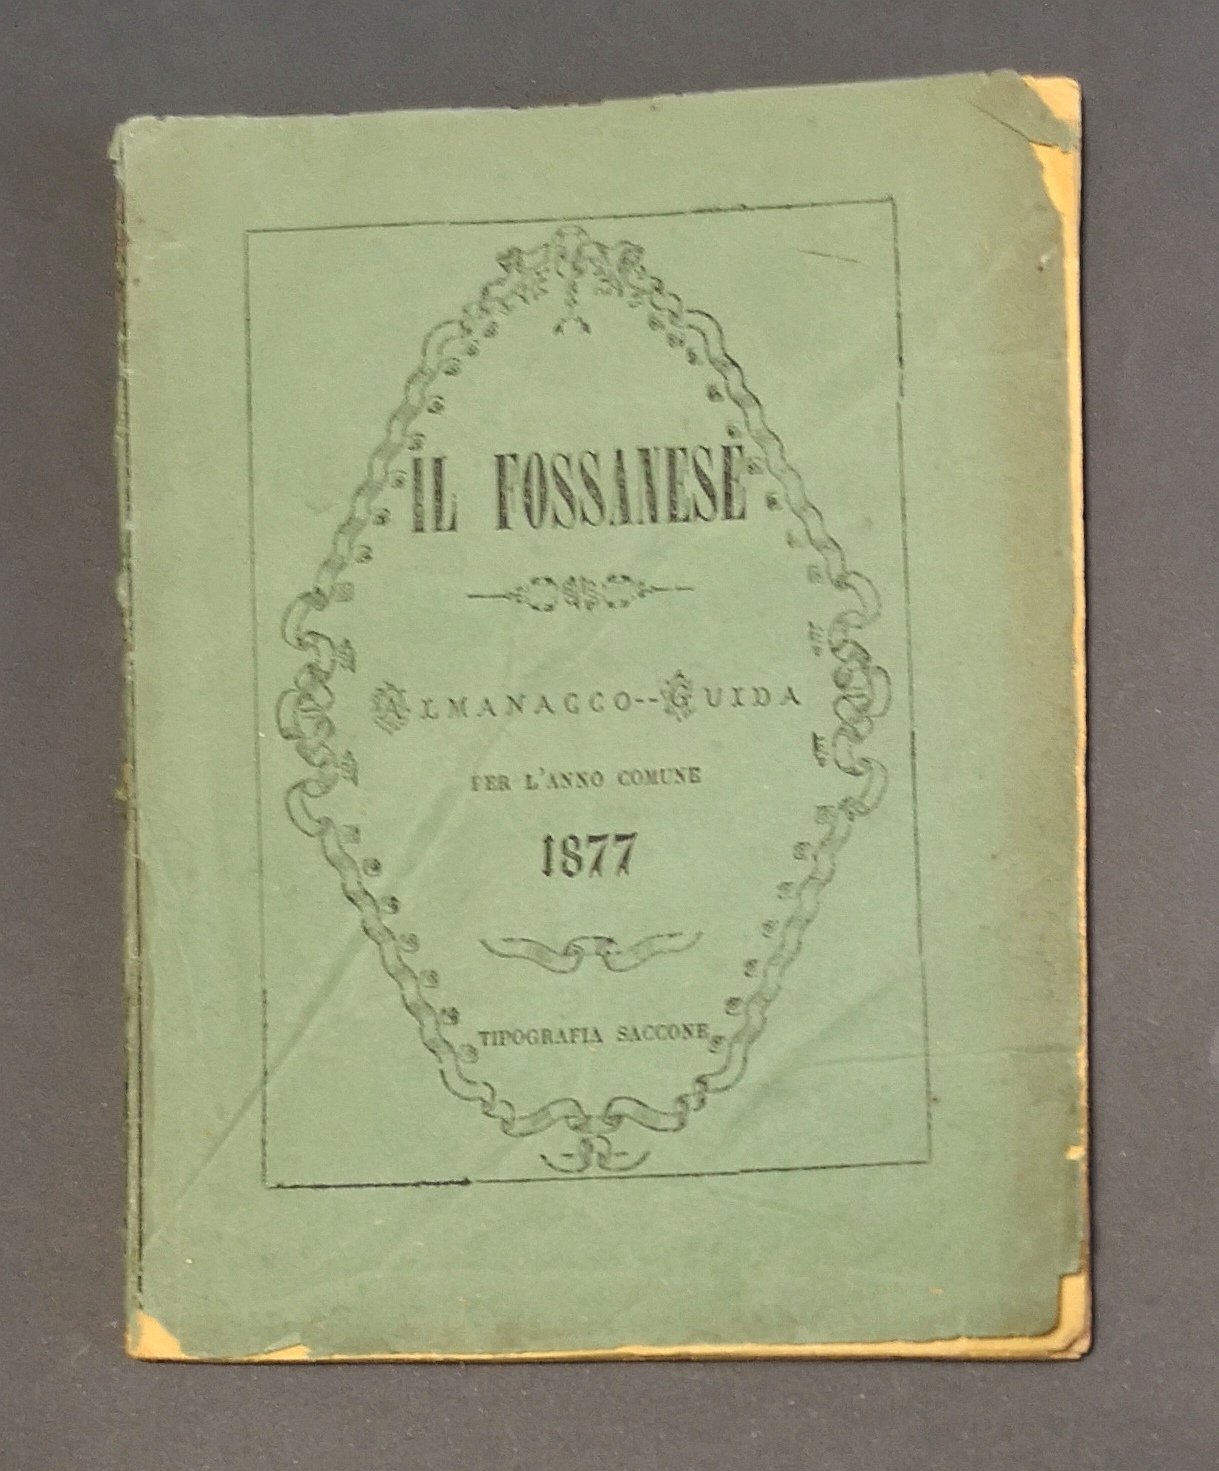 IL FOSSANESE
ALMANACCO--GUIDA
PER L'ANNO COMUNE
1877
TIPOGRAFIA SACCONE